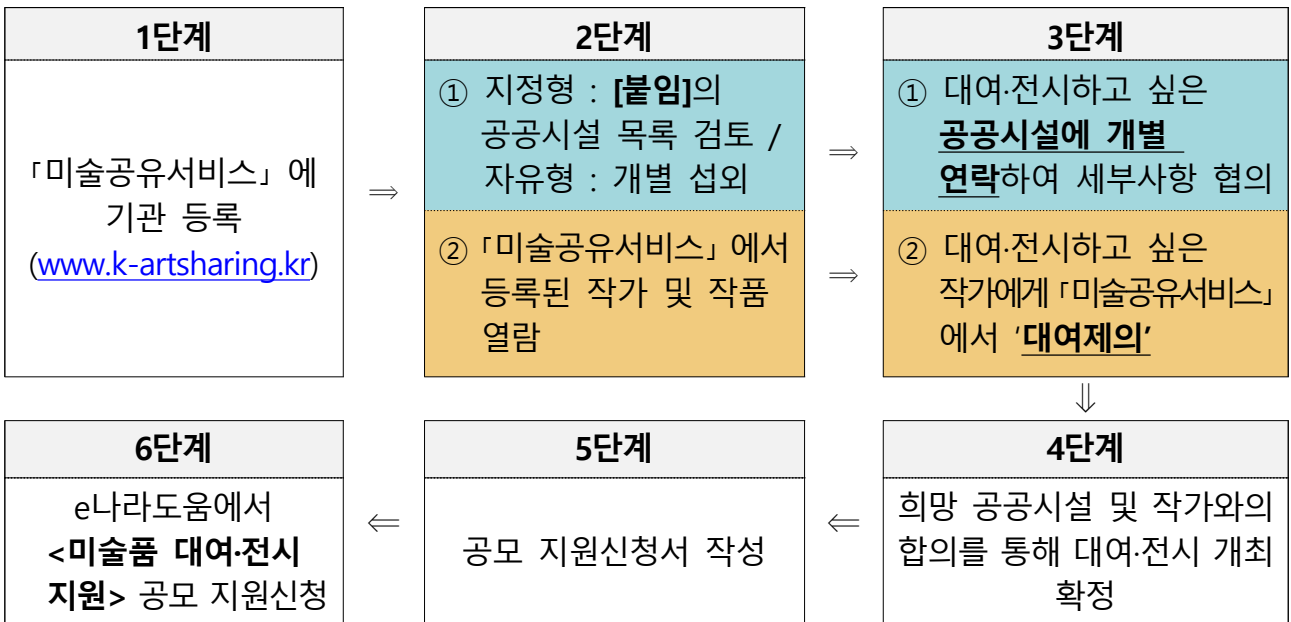 1단계
「미술공유서비스」에
기관 등록
(www.k-artsharing.kr)
⇒
2단계
① 지정형 : [붙임]의
공공시설 목록 검토 /
자유형 : 개별 섭외
② 「미술공유서비스」에서
등록된 작가 및 작품
열람
⇒
⇒
3단계
① 대여·전시하고 싶은
공공시설에 개별
연락하여 세부사항 협의
② 대여·전시하고 싶은
작가에게 「미술공유서비스」
에서 ‘대여제의’
⇓
4단계
희망 공공시설 및 작가와의
합의를 통해 대여·전시 개최
확정
⇐
5단계
공모 지원신청서 작성
⇐
6단계
e나라도움에서
<미술품 대여·전시
지원> 공모 지원신청